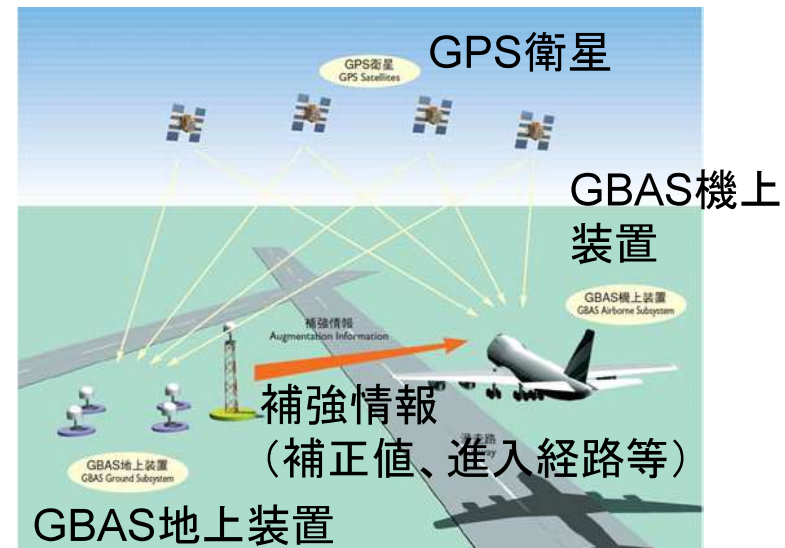 GPS衛星
GPS衛星
GPS Satellites
GBAS機上
装置
GBAS機上装置
GBAS Airborne Subsystem
補強情報
Augmentation Information
補強情報
（補正値、進入経路等）
滑走路
GBAS地上装置
GBAS Ground Subsystem
GBAS地上装置